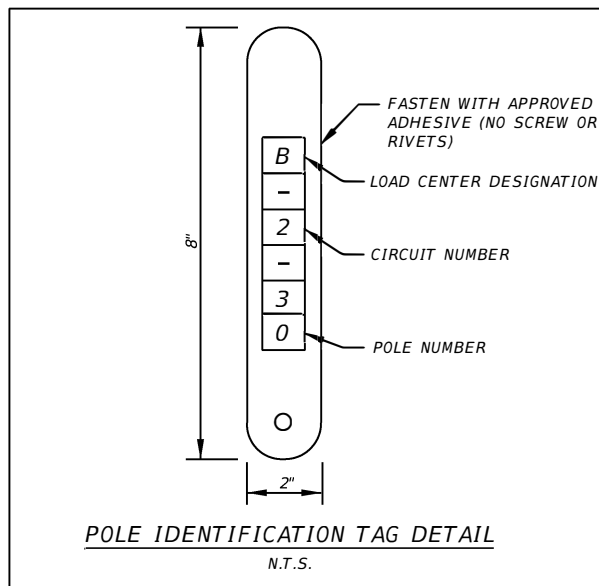 FASTEN WITH APPROVED
ADHESIVE (NO SCREW OR
RIVETS)
B
LOAD CENTER DESIGNATION
-
2
CIRCUIT NUMBER
-
3
0
POLE NUMBER
8"
2"
POLE IDENTIFICATION TAG DETAIL
N.T.S.